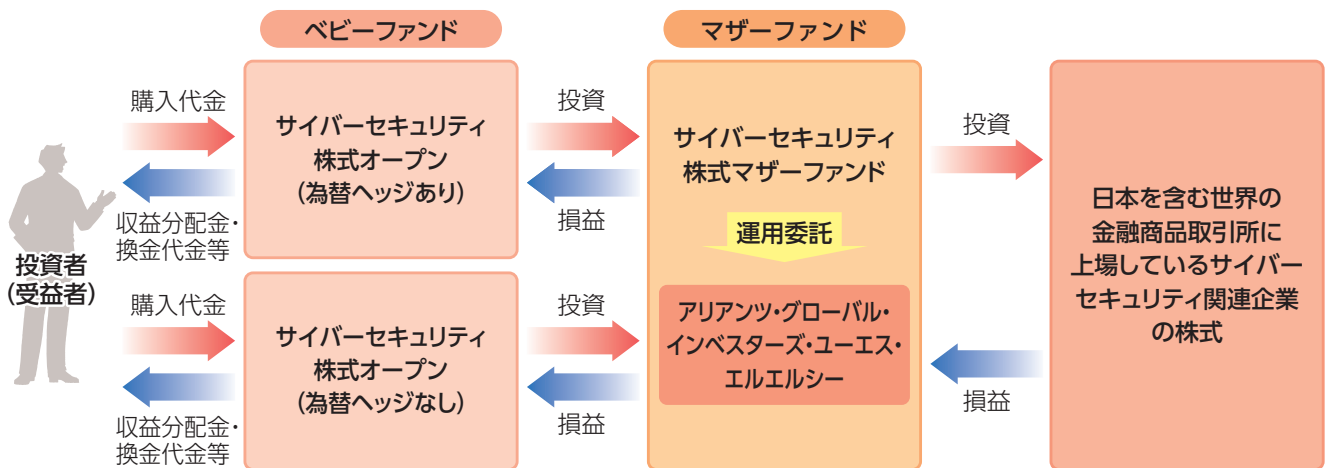 ベビーファンド
マザーファンド
投資者
(受益者)
購入代金
収益分配金・
換金代金等
サイバーセキュリティ
株式オープン
(為替ヘッジあり)
投資
損益
購入代金
収益分配金・
換金代金等
サイバーセキュリティ
株式オープン
(為替ヘッジなし)
投資
損益
サイバーセキュリティ
株式マザーファンド
運用委託
アリアンツ・グローバル・
インベスターズ・ユーエス・
エルエルシー
投資
損益
日本を含む世界の
金融商品取引所に
上場しているサイバー
セキュリティ関連企業
の株式